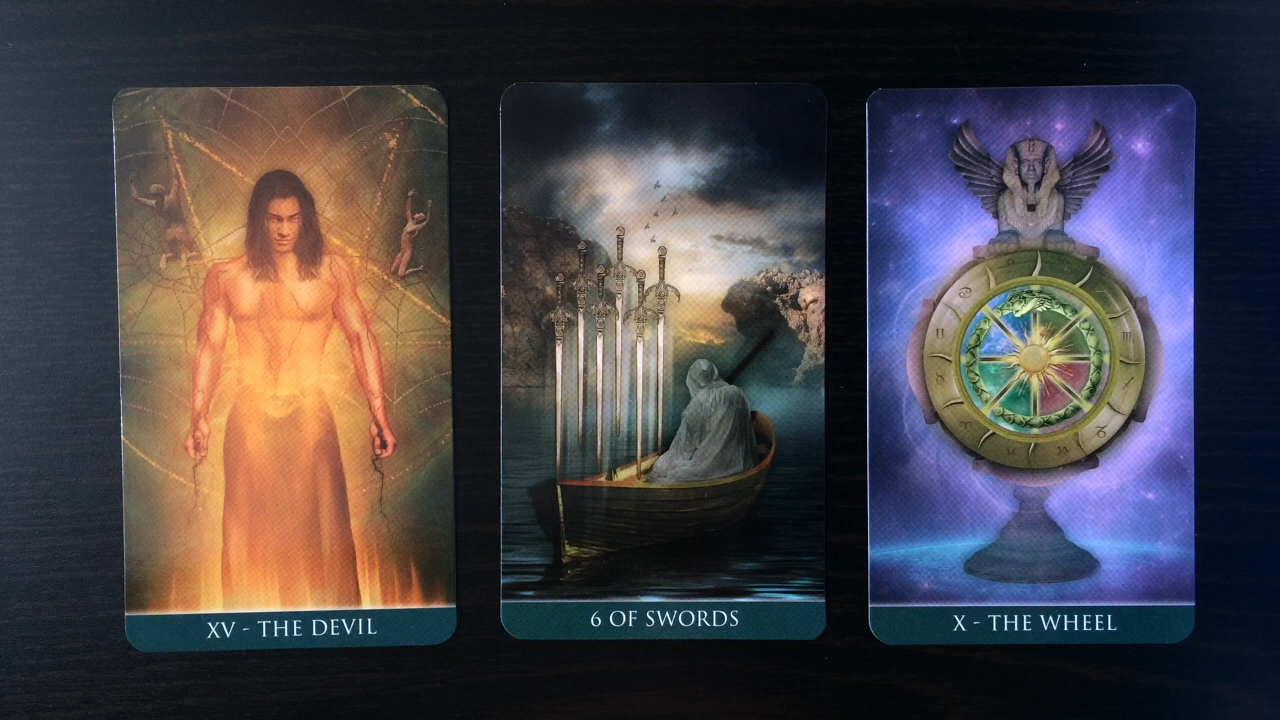 XV - THE DEVIL
6 OF SWORDS
X - THE WHEEL